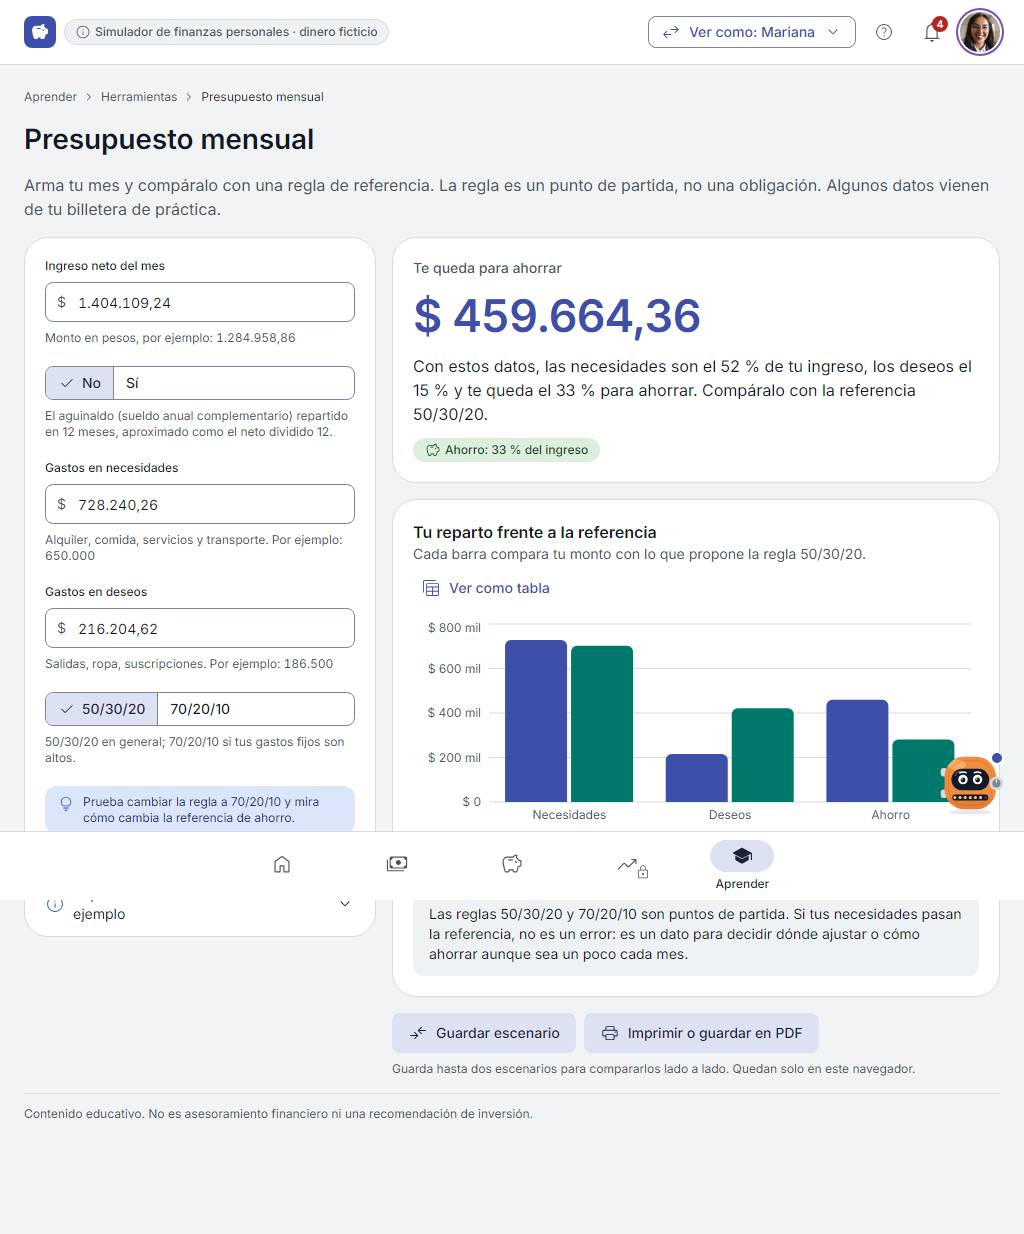 Simulador de finanzas personales · dinero ficticio
Ver como: Mariana
4
Aprender
Herramientas
Presupuesto mensual
Presupuesto mensual
Arma tu mes y compáralo con una regla de referencia. La regla es un punto de partida, no una obligación. Algunos datos vienen
de tu billetera de práctica.
Ingreso neto del mes
$ 1.404.109,24
Monto en pesos, por ejemplo: 1.284.958,86
No
Sí
El aguinaldo (sueldo anual complementario) repartido
en 12 meses, aproximado como el neto dividido 12.
Gastos en necesidades
$ 728.240,26
Alquiler, comida, servicios y transporte. Por ejemplo:
650.000
Gastos en deseos
$ 216.204,62
Salidas, ropa, suscripciones. Por ejemplo: 186.500
50/30/20
70/20/10
50/30/20 en general; 70/20/10 si tus gastos fijos son
altos.
Prueba cambiar la regla a 70/20/10 y mira
cómo cambia la referencia de ahorro.
ejemplo
Te queda para ahorrar
$ 459.664,36
Con estos datos, las necesidades son el 52 % de tu ingreso, los deseos el
15 % y te queda el 33 % para ahorrar. Compáralo con la referencia
50/30/20.
Ahorro: 33 % del ingreso
Tu reparto frente a la referencia
Cada barra compara tu monto con lo que propone la regla 50/30/20.
Ver como tabla
$ 800 mil
$ 600 mil
$ 400 mil
$ 200 mil
$ 0
Necesidades
Deseos
Ahorro
Aprender
Las reglas 50/30/20 y 70/20/10 son puntos de partida. Si tus necesidades pasan
la referencia, no es un error: es un dato para decidir dónde ajustar o cómo
ahorrar aunque sea un poco cada mes.
Guardar escenario
Imprimir o guardar en PDF
Guarda hasta dos escenarios para compararlos lado a lado. Quedan solo en este navegador.
Contenido educativo. No es asesoramiento financiero ni una recomendación de inversión.